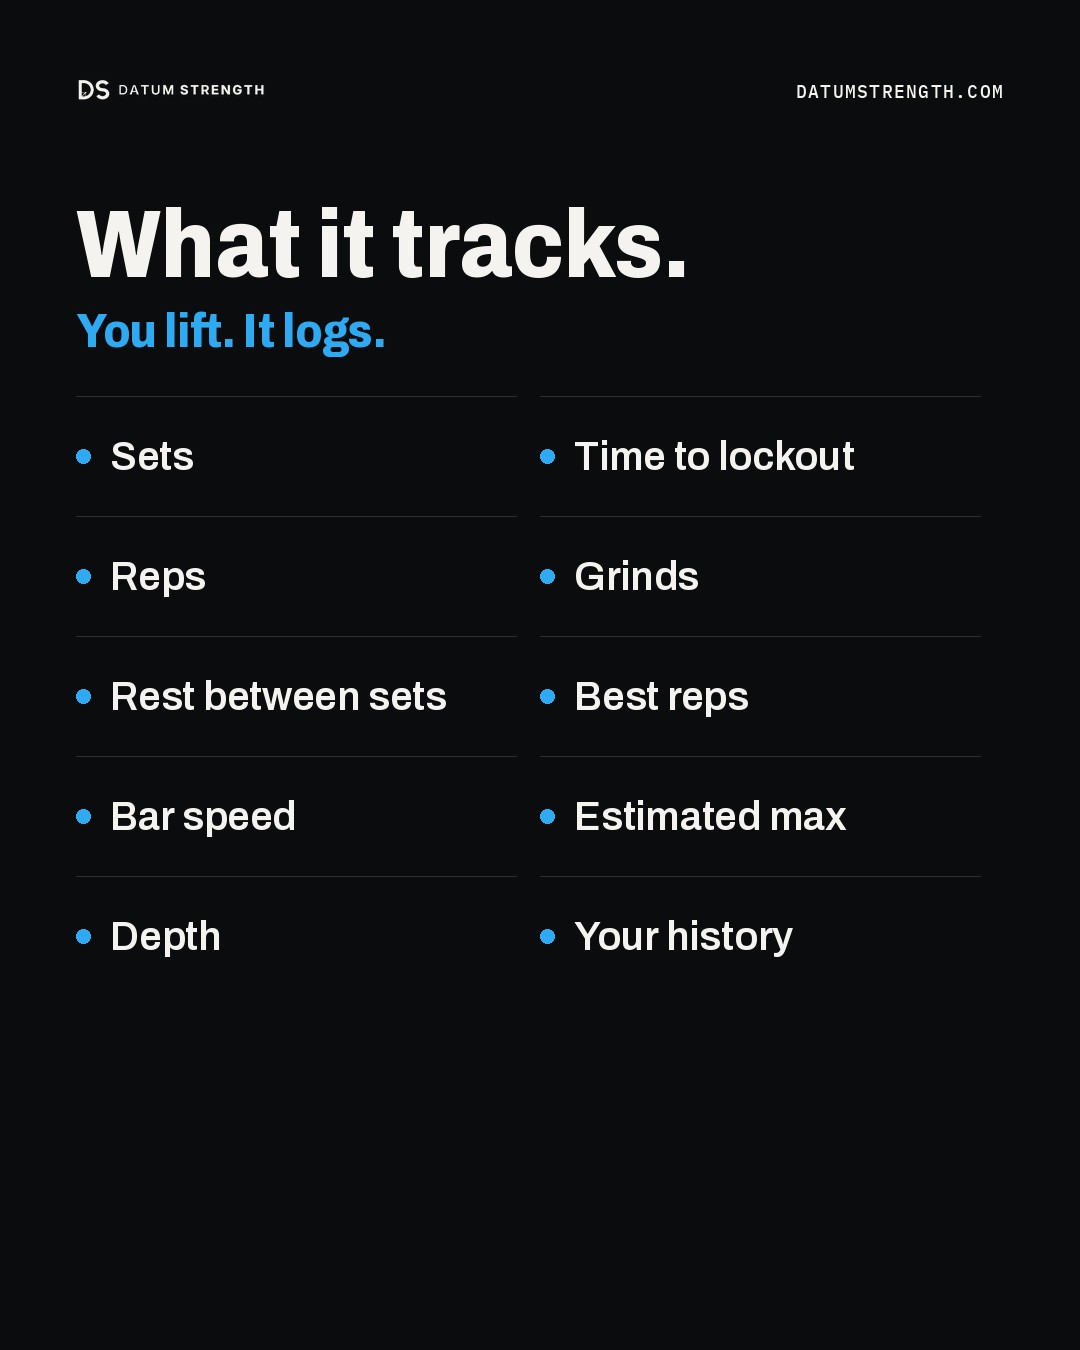 DS DATUM STRENGTH
DATUMSTRENGTH.COM
What it tracks.
You lift. It logs.
Sets
Reps
Rest between sets
Bar speed
Depth
Time to lockout
Grinds
Best reps
Estimated max
Your history